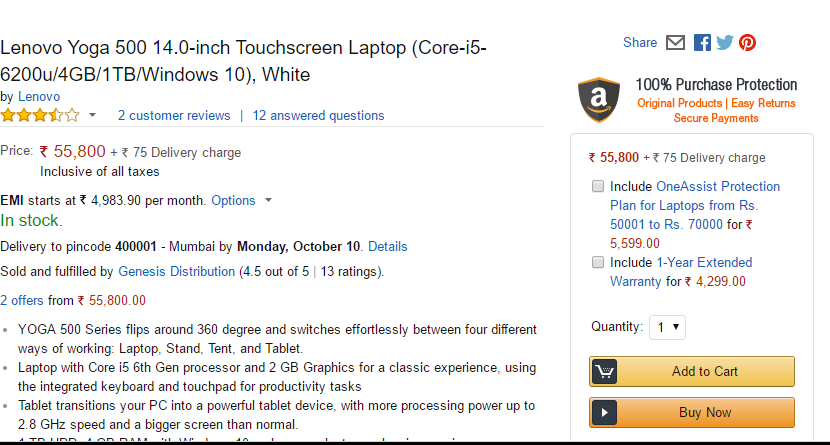 Lenovo Yoga 500 14.0-inch Touchscreen Laptop (Core-i5-
6200u/4GB/1TB/Windows 10), White
by Lenovo
2 customer reviews | 12 answered questions
Price: ₹ 55,800 + ₹ 75 Delivery charge
Inclusive of all taxes
EMI starts at ₹ 4,983.90 per month. Options
In stock.
Delivery to pincode 400001 - Mumbai by Monday, October 10. Details
Sold and fulfilled by Genesis Distribution (4.5 out of 5 | 13 ratings).
2 offers from ₹ 55,800.00
YOGA 500 Series flips around 360 degree and switches effortlessly between four different
ways of working: Laptop, Stand, Tent, and Tablet.
Laptop with Core i5 6th Gen processor and 2 GB Graphics for a classic experience, using
the integrated keyboard and touchpad for productivity tasks
Tablet transitions your PC into a powerful tablet device, with more processing power up to
2.8 GHz speed and a bigger screen than normal.
Share
a
100% Purchase Protection
Original Products | Easy Returns
Secure Payments
₹ 55,800 + ₹ 75 Delivery charge
Include OneAssist Protection
Plan for Laptops from Rs.
50001 to Rs. 70000 for ₹
5,599.00
Include 1-Year Extended
Warranty for ₹ 4,299.00
Quantity: 1
Add to Cart
Buy Now